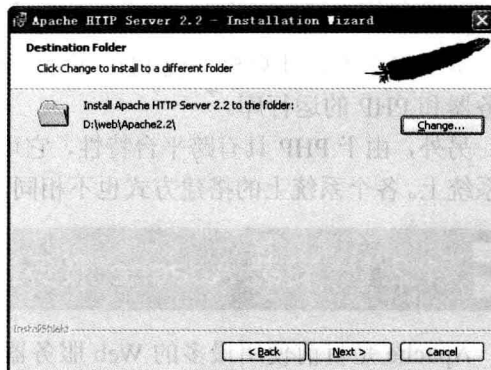 Apache HTTP Server 2.2 - Installation Wizard
Destination Folder
Click Change to install to a different folder
Install Apache HTTP Server 2.2 to the folder:
D:\web\Apache2.2\
Change...
InstallShield
< Back
Next >
Cancel